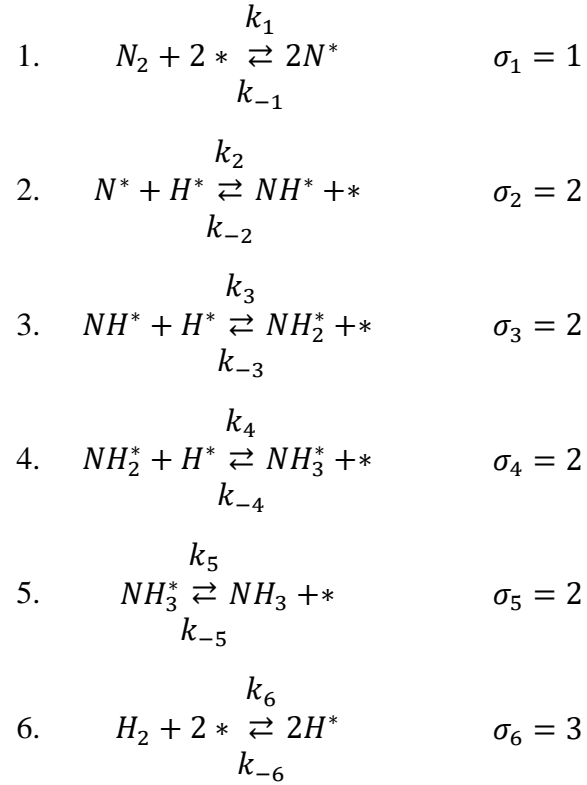 k₁
1. N₂ + 2 * ⇄ 2N* σ₁ = 1
k₋₁
k₂
2. N* + H* ⇄ NH* +* σ₂ = 2
k₋₂
k₃
3. NH* + H* ⇄ NH₂* +* σ₃ = 2
k₋₃
k₄
4. NH₂* + H* ⇄ NH₃* +* σ₄ = 2
k₋₄
k₅
5. NH₃* ⇄ NH₃ +* σ₅ = 2
k₋₅
k₆
6. H₂ + 2 * ⇄ 2H* σ₆ = 3
k₋₆